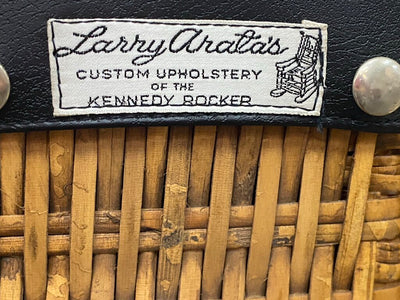 Larry Arata's
CUSTOM UPHOLSTERY
OF THE
KENNEDY ROCKER